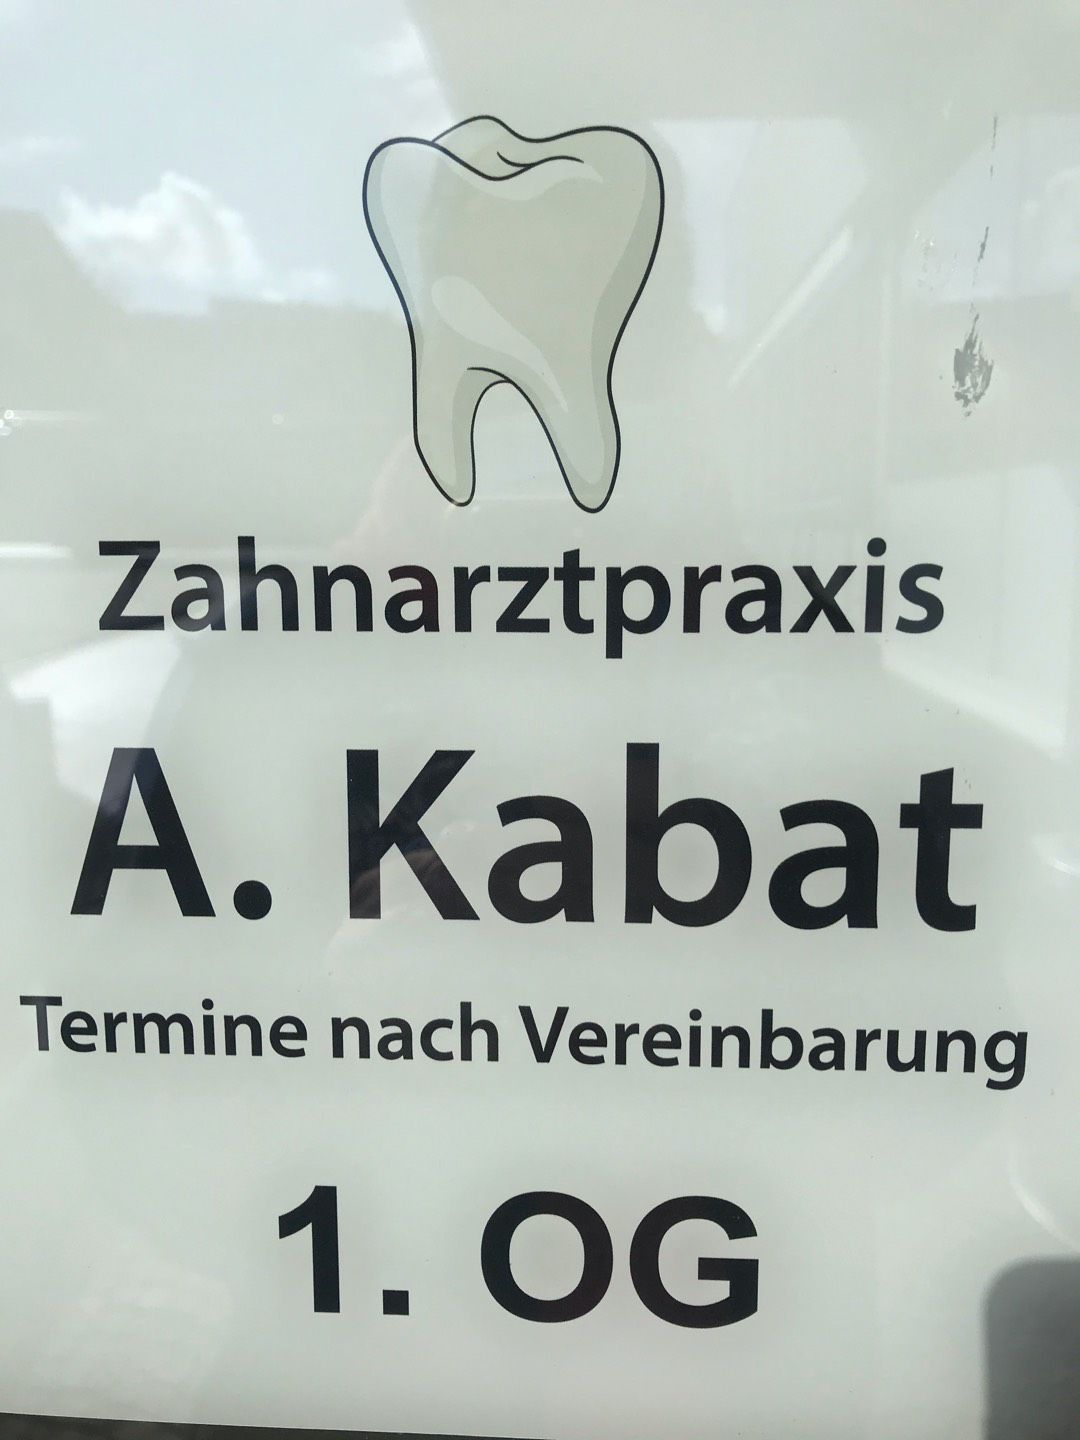 Zahnarztpraxis
A. Kabat
Termine nach Vereinbarung
1. OG